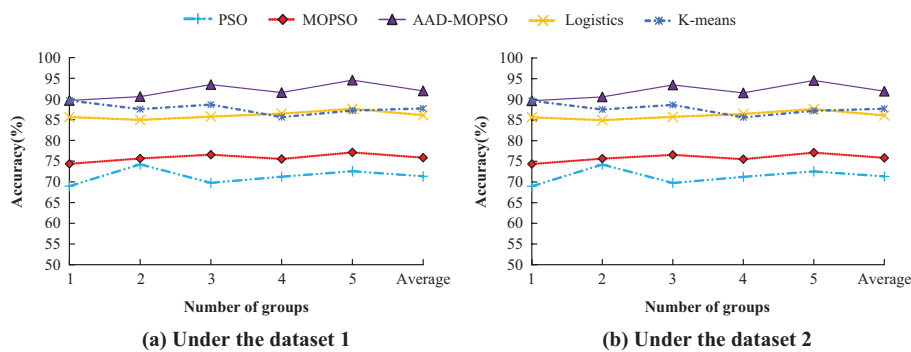 PSO MOPSO AAD-MOPSO Logistics K-means
Accuracy(%)
100
95
90
85
80
75
70
65
60
55
50
1 2 3 4 5 Average
Number of groups
(a) Under the dataset 1
Accuracy(%)
100
95
90
85
80
75
70
65
60
55
50
1 2 3 4 5 Average
Number of groups
(b) Under the dataset 2